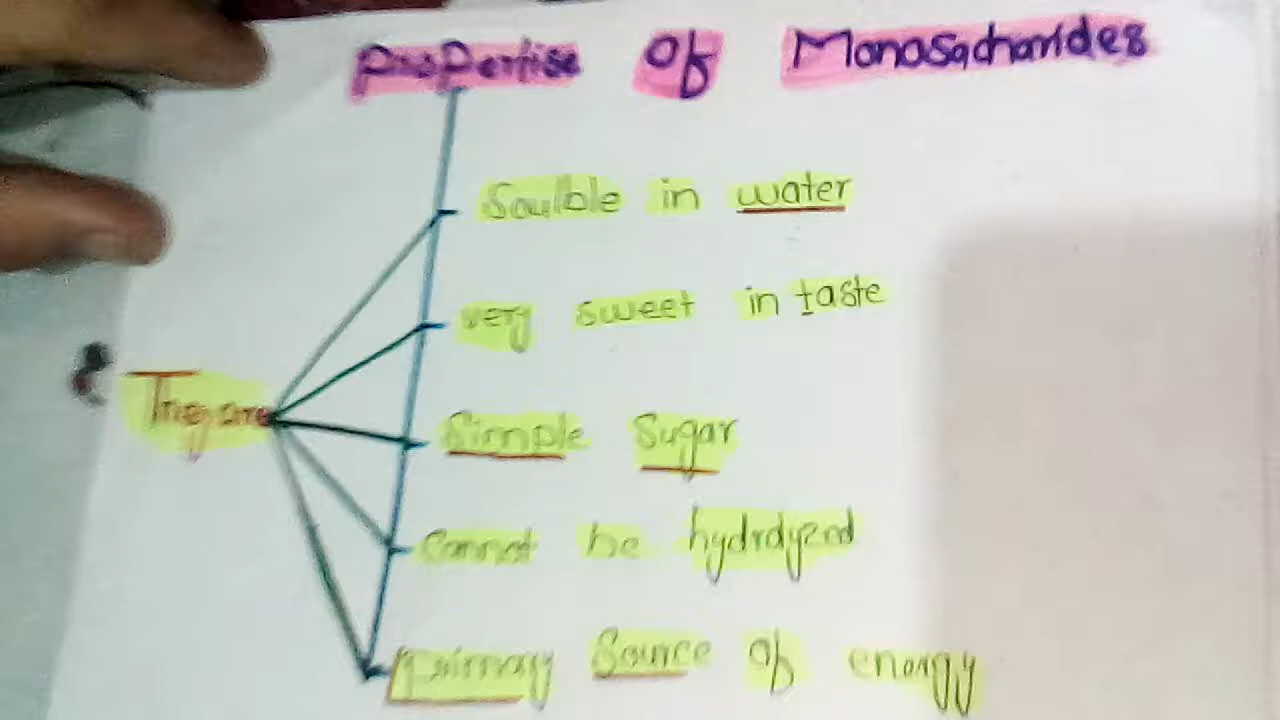 Propertise Of Monosacharides
Soulble in water
very sweet in taste
They are
Simple Sugar
cannot be hydrolyzed
primary Source of energy